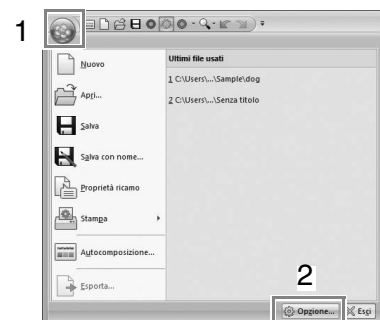 1
Nuovo
Ultimi file usati
1 C:\Users\...\Sample\dog
Apri...
2 C:\Users\...\Senza titolo
Salva
Salva con nome...
Proprietà ricamo
Stampa
Autocomposizione...
Esporta...
2
Opzione...
Esci